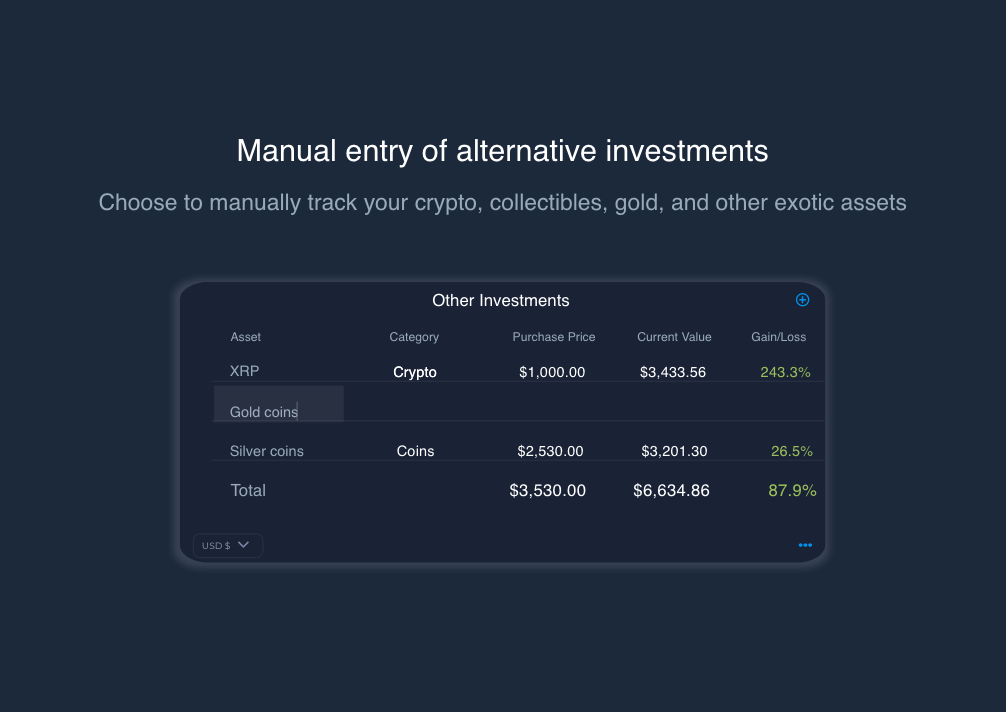 Manual entry of alternative investments
Choose to manually track your crypto, collectibles, gold, and other exotic assets
Other Investments
Asset Category Purchase Price Current Value Gain/Loss
XRP Crypto $1,000.00 $3,433.56 243.3%
Gold coins
Silver coins Coins $2,530.00 $3,201.30 26.5%
Total $3,530.00 $6,634.86 87.9%
USD $